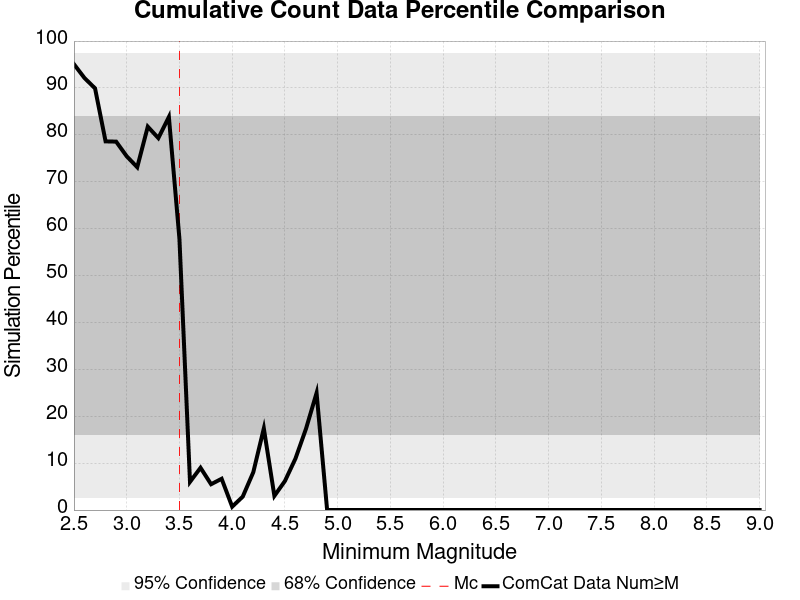 Cumulative Count Data Percentile Comparison
100
90
80
70
60
50
40
30
20
10
0
Simulation Percentile
2.5 3.0 3.5 4.0 4.5 5.0 5.5 6.0 6.5 7.0 7.5 8.0 8.5 9.0
Minimum Magnitude
95% Confidence 68% Confidence Mc ComCat Data Num≥M